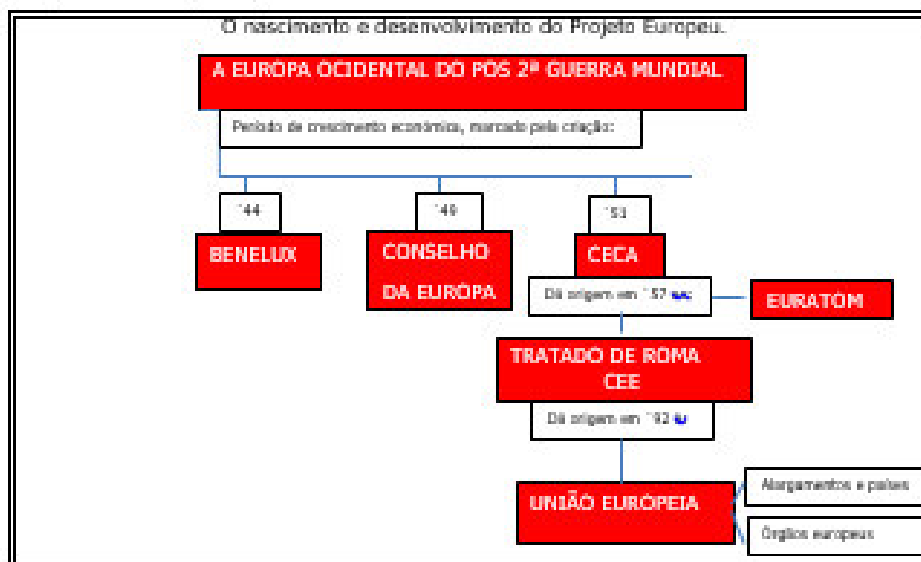 O nascimento e desenvolvimento do Projeto Europeu.
A EUROPA OCIDENTAL DO PÓS 2ª GUERRA MUNDIAL
Período de crescimento económico, marcado pela criação:
´44
´49
´51
BENELUX
CONSELHO
DA EUROPA
CECA
Dá origem em ´57
EURATOM
TRATADO DE ROMA
CEE
Dá origem em ´92
UNIÃO EUROPEIA
Alargamentos e países
Órgãos europeus